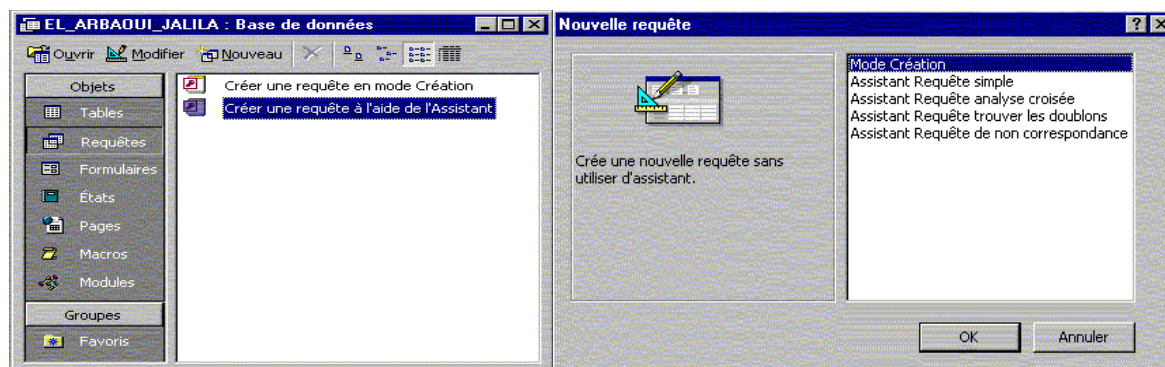 EL_ARBAOUI_JALILA : Base de données
Ouvrir Modifier Nouveau
Objets
Tables
Requêtes
Formulaires
États
Pages
Macros
Modules
Groupes
Favoris
Créer une requête en mode Création
Créer une requête à l'aide de l'Assistant
Nouvelle requête
Crée une nouvelle requête sans
utiliser d'assistant.
Mode Création
Assistant Requête simple
Assistant Requête analyse croisée
Assistant Requête trouver les doublons
Assistant Requête de non correspondance
OK Annuler